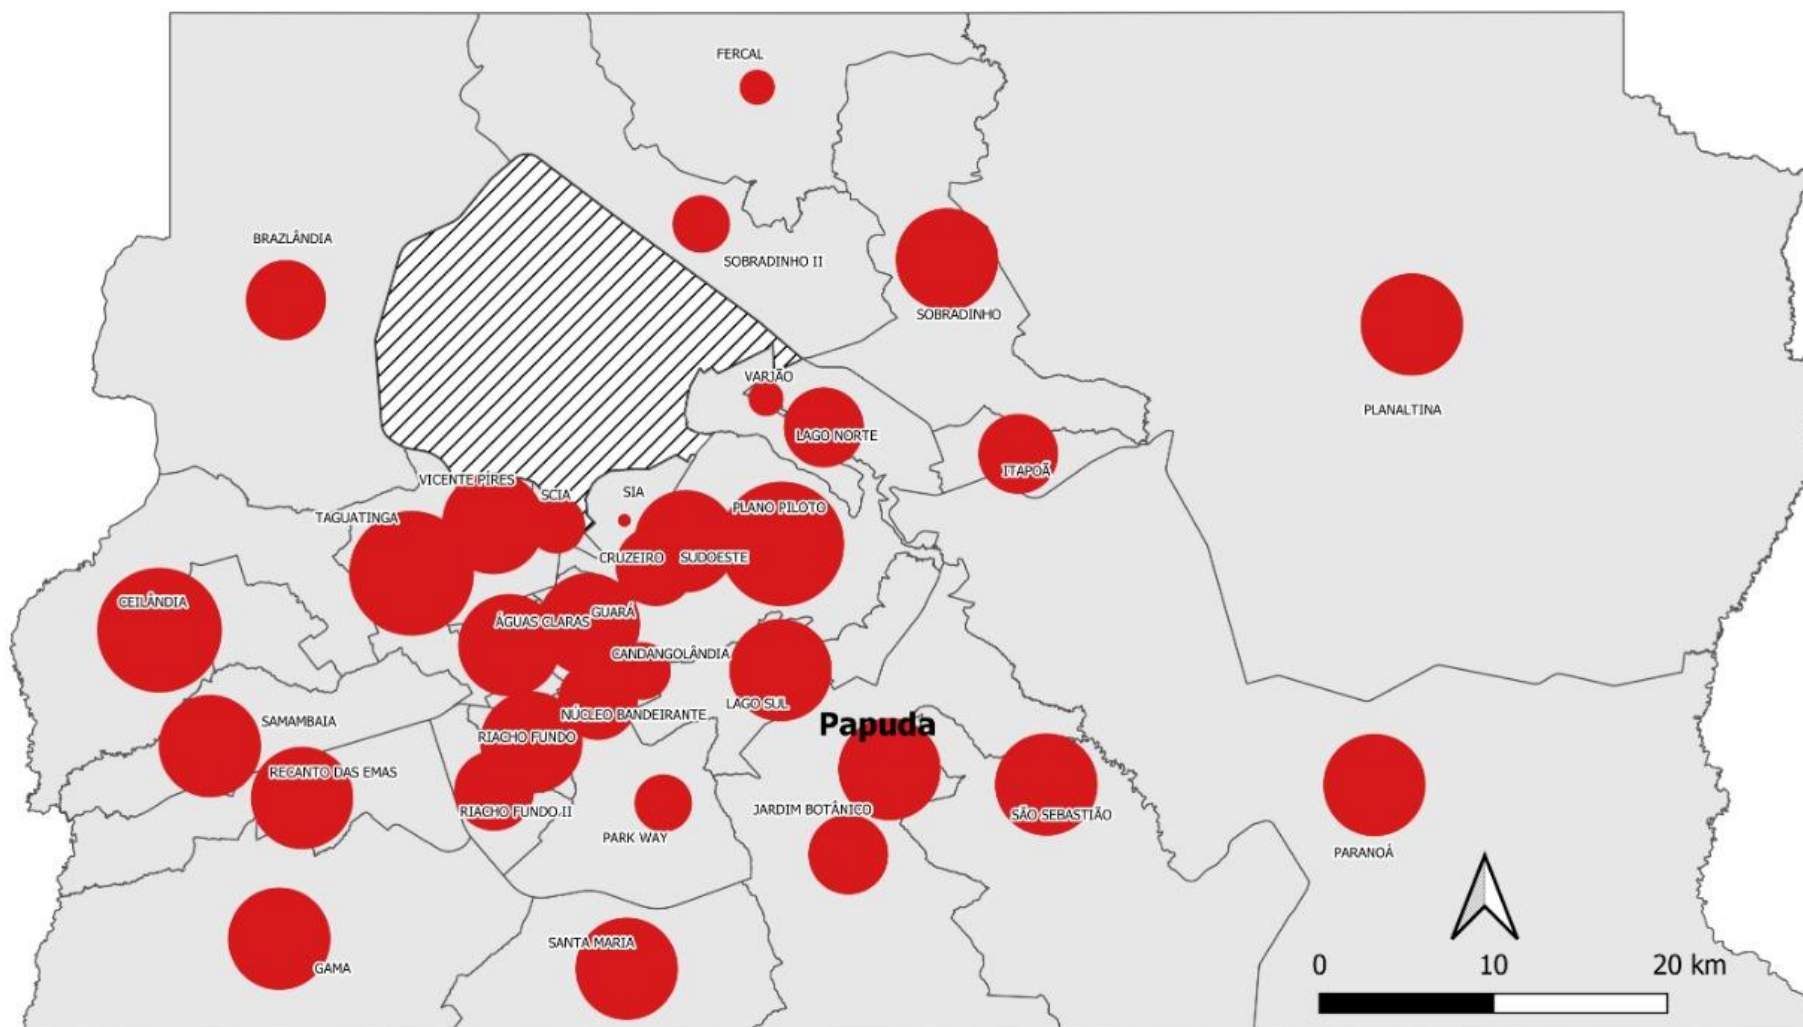 FERCAL
BRAZLÂNDIA
SOBRADINHO II
SOBRADINHO
VARJÃO
PLANALTINA
LAGO NORTE
ITAPOÃ
VICENTE PÍRES
SCIA
SIA
PLANO PILOTO
TAGUATINGA
CRUZEIRO
SUDOESTE
CEILÂNDIA
ÁGUAS CLARAS
GUARÁ
CANDANGOLÂNDIA
LAGO SUL
NÚCLEO BANDEIRANTE
SAMAMBAIA
Papuda
RIACHO FUNDO
RECANTO DAS EMAS
RIACHO FUNDO II
PARK WAY
JARDIM BOTÂNICO
SÃO SEBASTIÃO
PARANOÁ
SANTA MARIA
GAMA
0 10 20 km